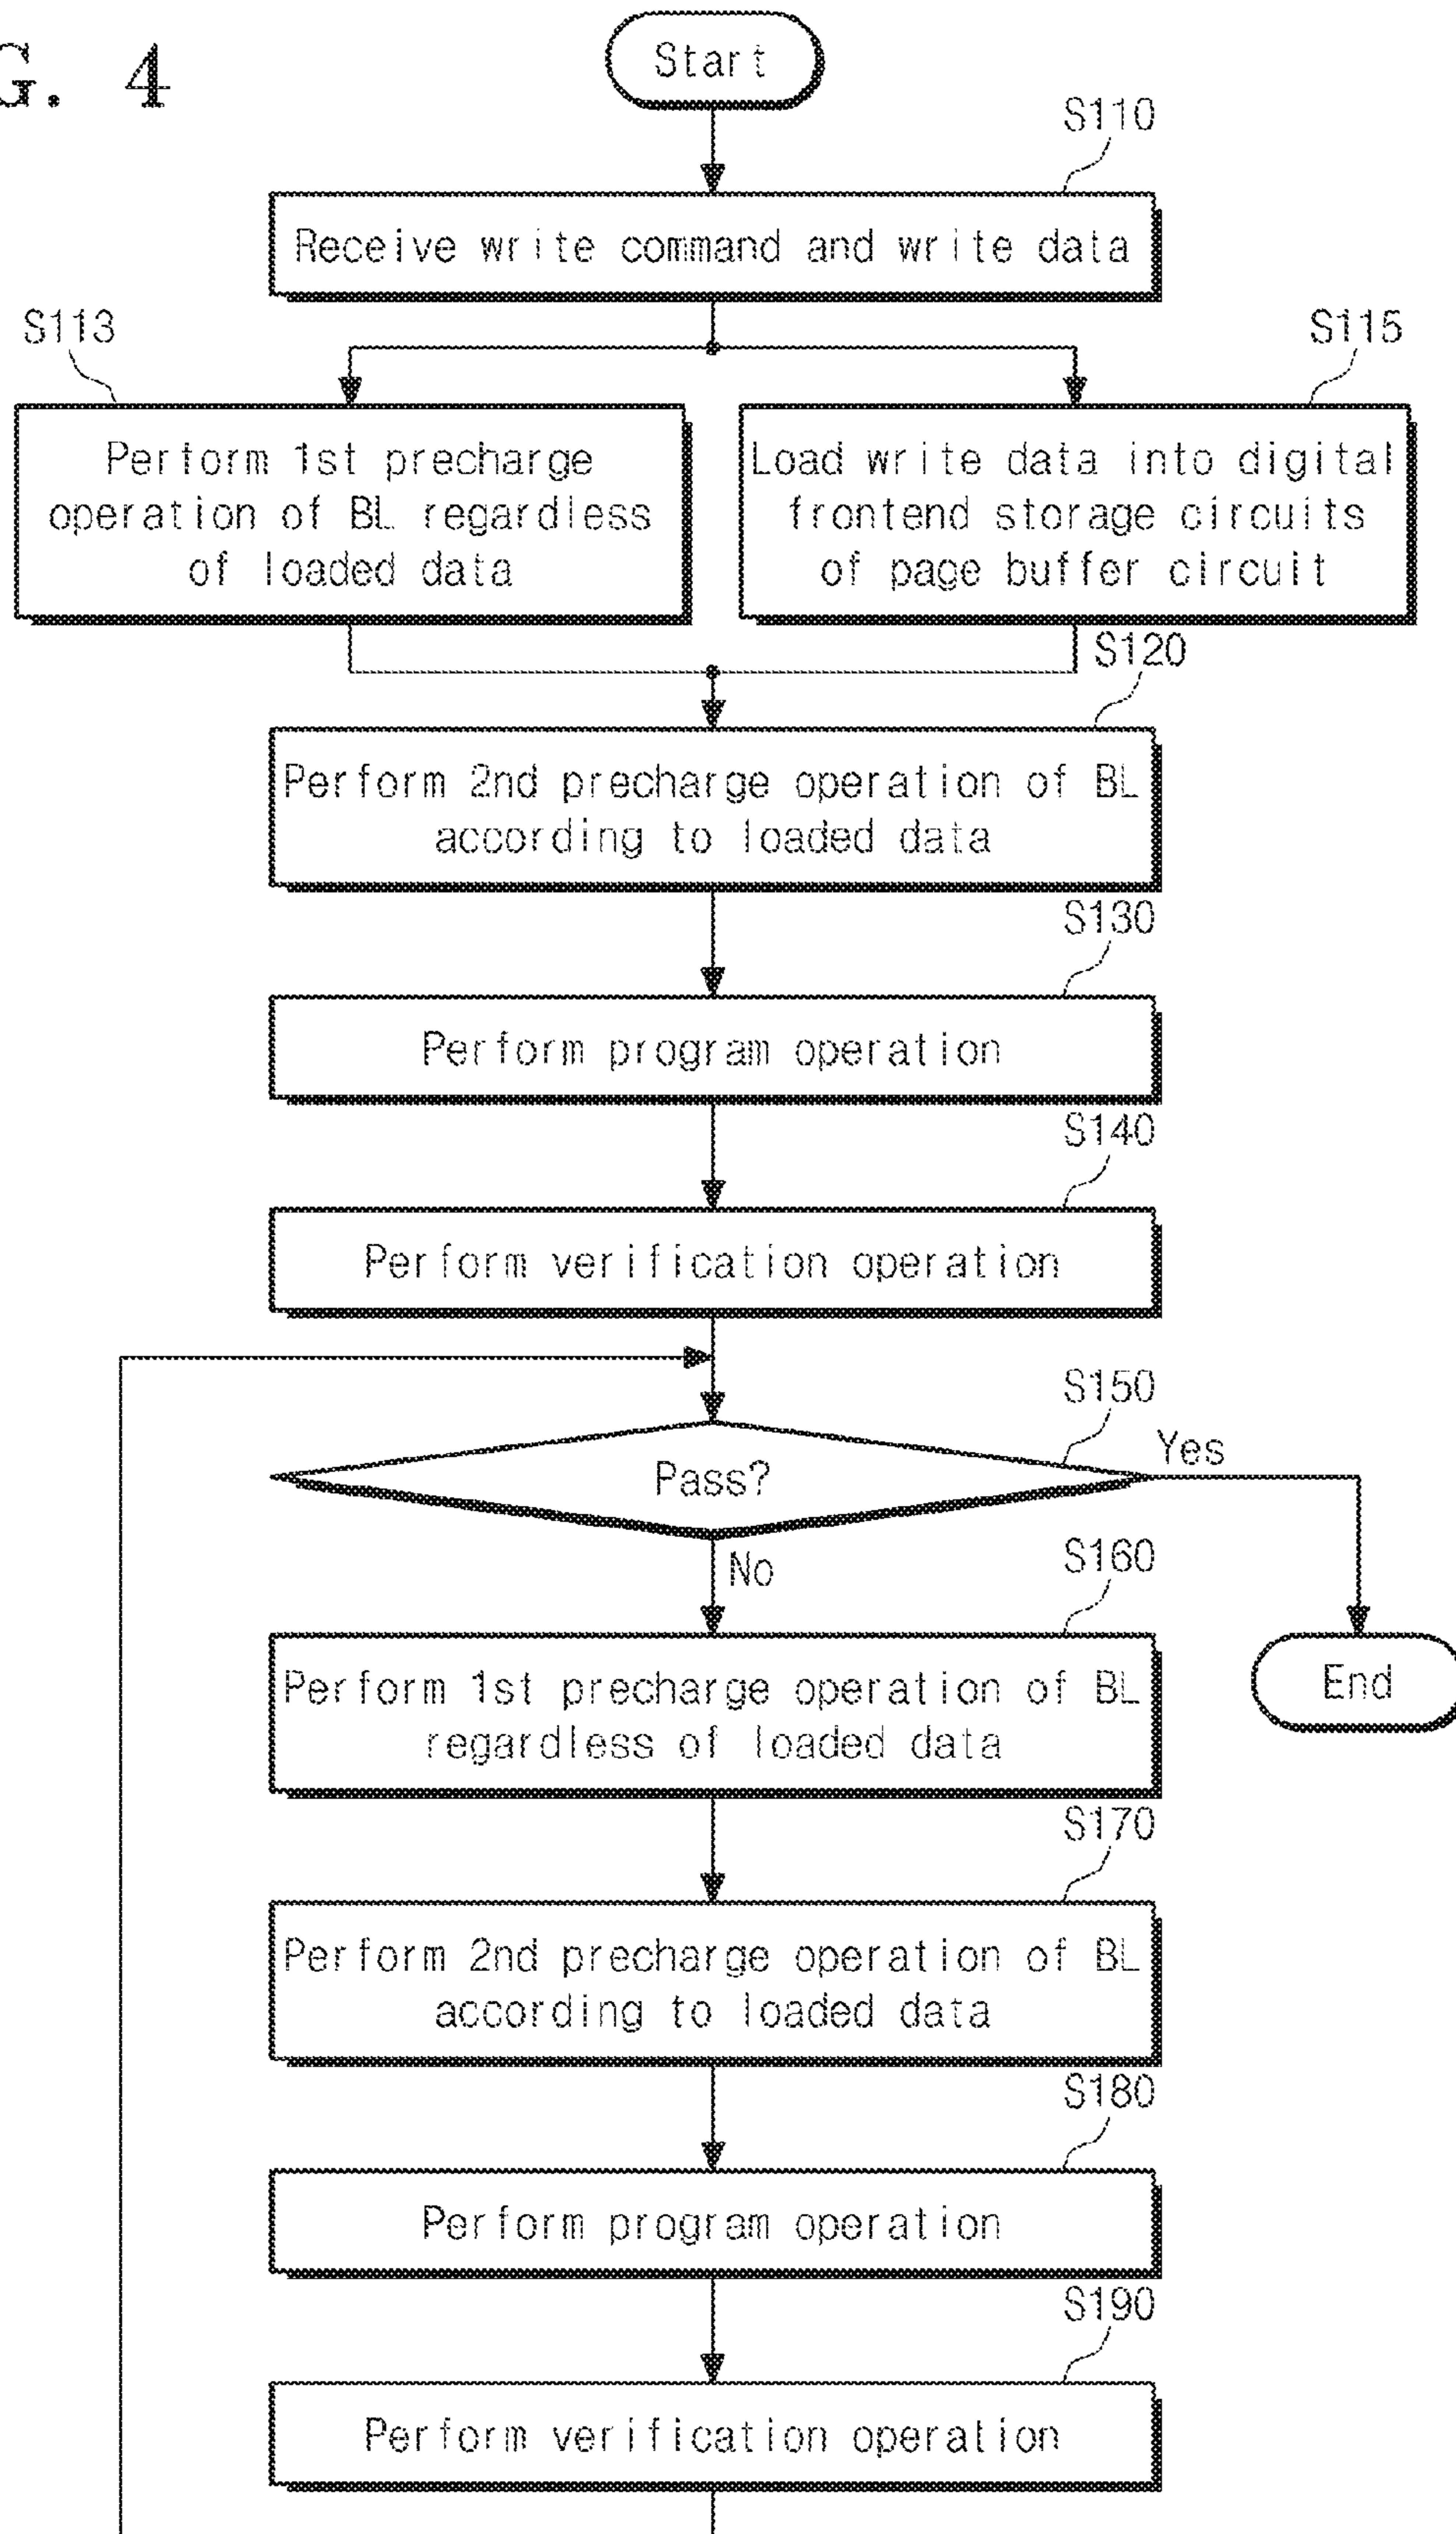 G. 4
Start
S110
Receive write command and write data
S113
S115
Perform 1st precharge
operation of BL regardless
of loaded data
Load write data into digital
frontend storage circuits
of page buffer circuit
S120
Perform 2nd precharge operation of BL
according to loaded data
S130
Perform program operation
S140
Perform verification operation
S150
Pass?
Yes
No
S160
Perform 1st precharge operation of BL
regardless of loaded data
End
S170
Perform 2nd precharge operation of BL
according to loaded data
S180
Perform program operation
S190
Perform verification operation